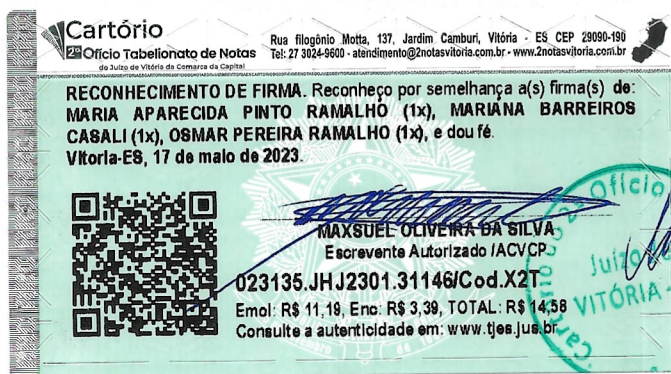 Cartório
2º Ofício Tabelionato de Notas
do Juízo de Vitória da Comarca da Capital
Rua filogônio Motta, 137, Jardim Camburi, Vitória - ES CEP 29090-190
Tel: 27 3024-9600 - atendimento@2notasvitoria.com.br - www.2notasvitoria.com.br
RECONHECIMENTO DE FIRMA. Reconheço por semelhança a(s) firma(s) de:
MARIA APARECIDA PINTO RAMALHO (1x), MARIANA BARREIROS
CASALI (1x), OSMAR PEREIRA RAMALHO (1x), e dou fé.
Vitoria-ES, 17 de maio de 2023.
MAXSUEL OLIVEIRA DA SILVA
Escrevente Autorizado /ACVCP
023135.JHJ2301.31146/Cod.X2T
Emol: R$ 11,19, Enc: R$ 3,39, TOTAL: R$ 14,58
Consulte a autenticidade em: www.tjes.jus.br
Ofício
Juízo
VITÓRIA -
Cartório do